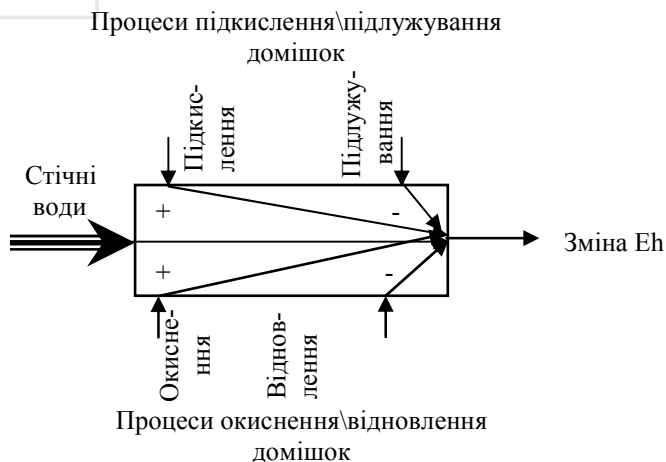 Процеси підкислення\підлужування
домішок
Підкис-
лення
Підлужу-
вання
Стічні
води
+
-
Зміна Eh
+
-
Окисне-
ння
Віднов-
лення
Процеси окиснення\відновлення
домішок